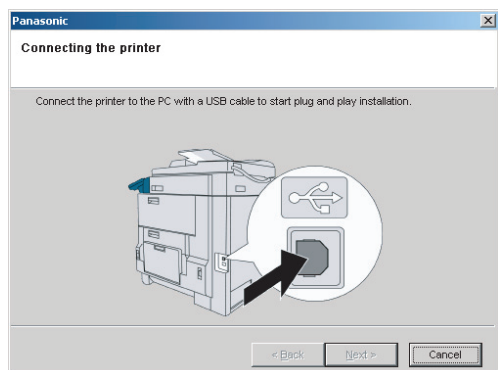 Panasonic
Connecting the printer
Connect the printer to the PC with a USB cable to start plug and play installation.
< Back
Next >
Cancel